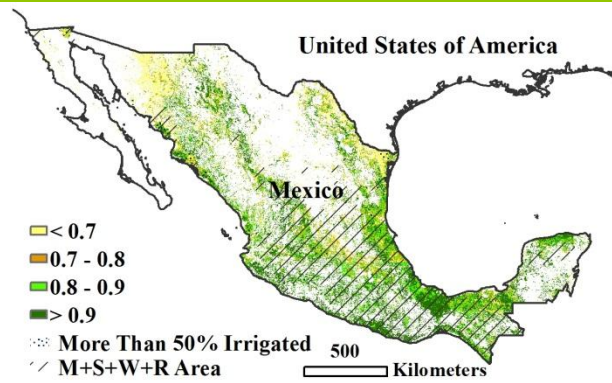 United States of America
Mexico
< 0.7
0.7 - 0.8
0.8 - 0.9
> 0.9
More Than 50% Irrigated
M+S+W+R Area
500
Kilometers